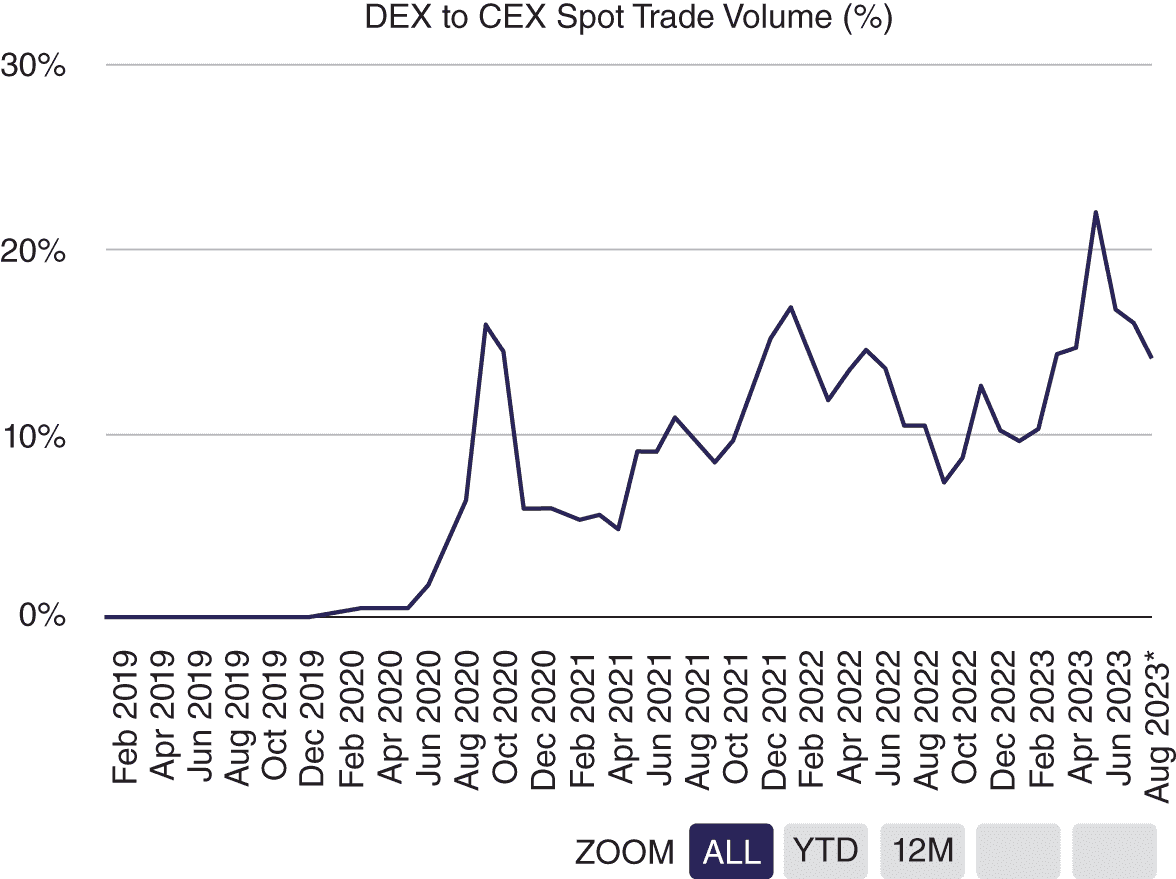 DEX to CEX Spot Trade Volume (%)
30%
20%
10%
0%
Feb 2019
Apr 2019
Jun 2019
Aug 2019
Oct 2019
Dec 2019
Feb 2020
Apr 2020
Jun 2020
Aug 2020
Oct 2020
Dec 2020
Feb 2021
Apr 2021
Jun 2021
Aug 2021
Oct 2021
Dec 2021
Feb 2022
Apr 2022
Jun 2022
Aug 2022
Oct 2022
Dec 2022
Feb 2023
Apr 2023
Jun 2023
Aug 2023*
ZOOM ALL YTD 12M